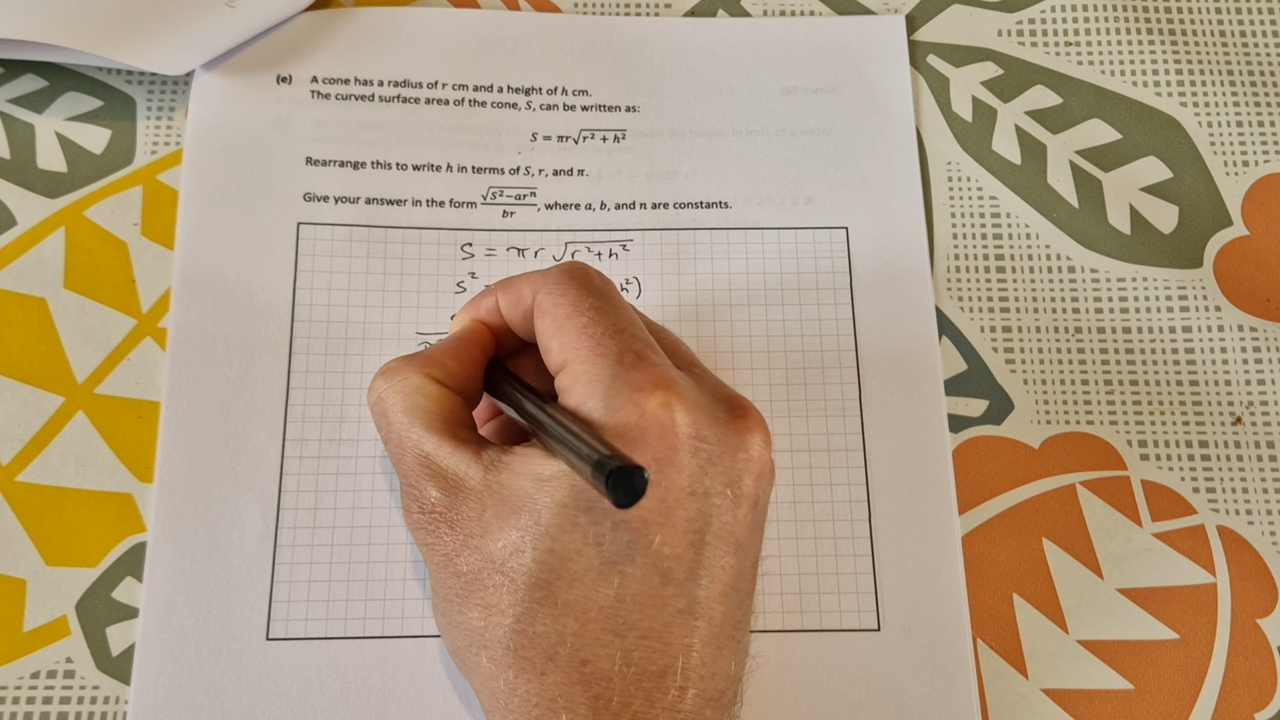 (e) A cone has a radius of r cm and a height of h cm.
The curved surface area of the cone, S, can be written as:
S = πr√(r² + h²)
Rearrange this to write h in terms of S, r, and π.
Give your answer in the form √(S²−arⁿ)/br, where a, b, and n are constants.
S = πr √(r²+h²)
S² h²)